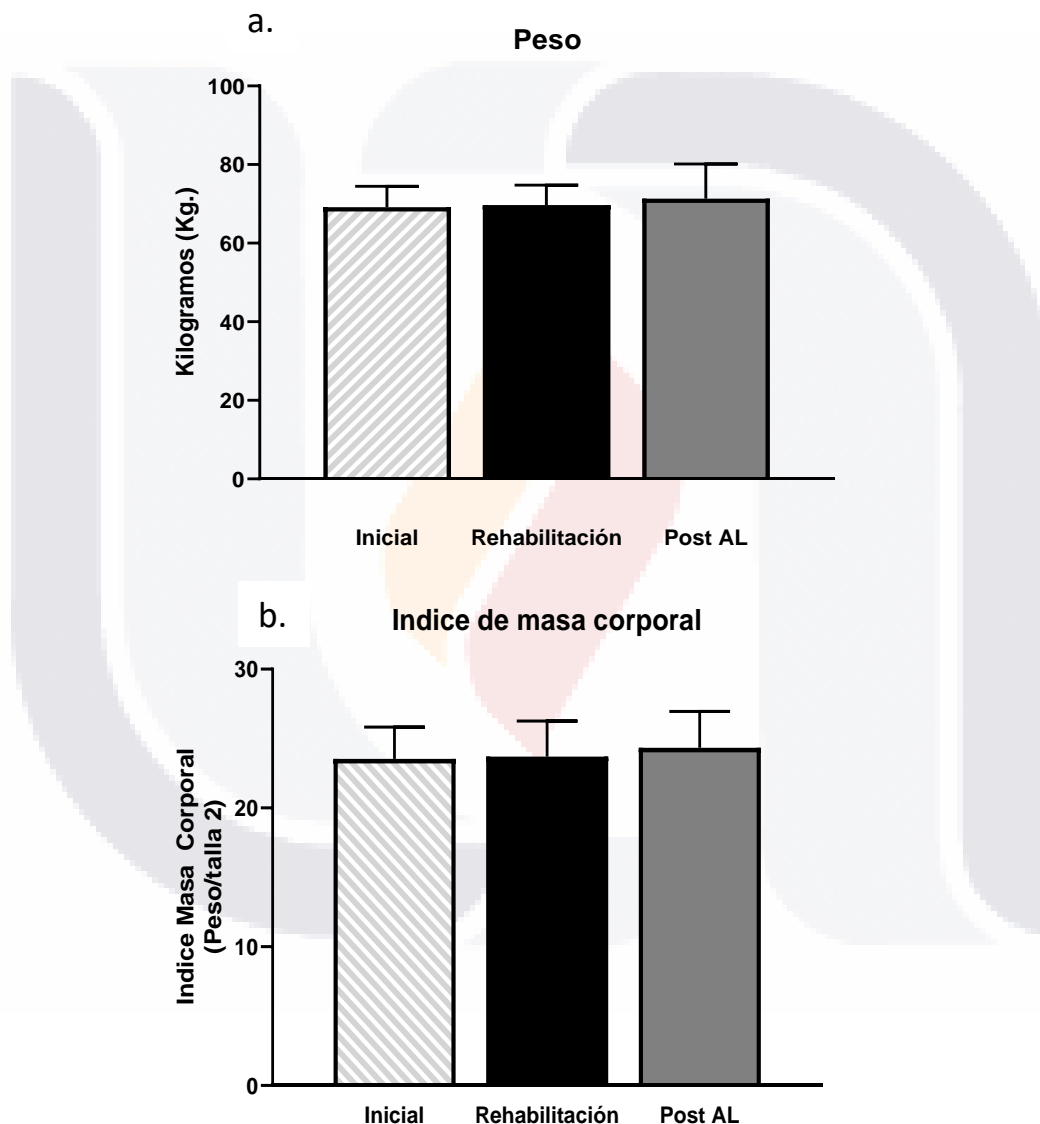 a.
Peso
Kilogramos (Kg.)
100
80
60
40
20
0
Inicial Rehabilitación Post AL
b.
Indice de masa corporal
Indice Masa Corporal
(Peso/talla 2)
30
20
10
0
Inicial Rehabilitación Post AL